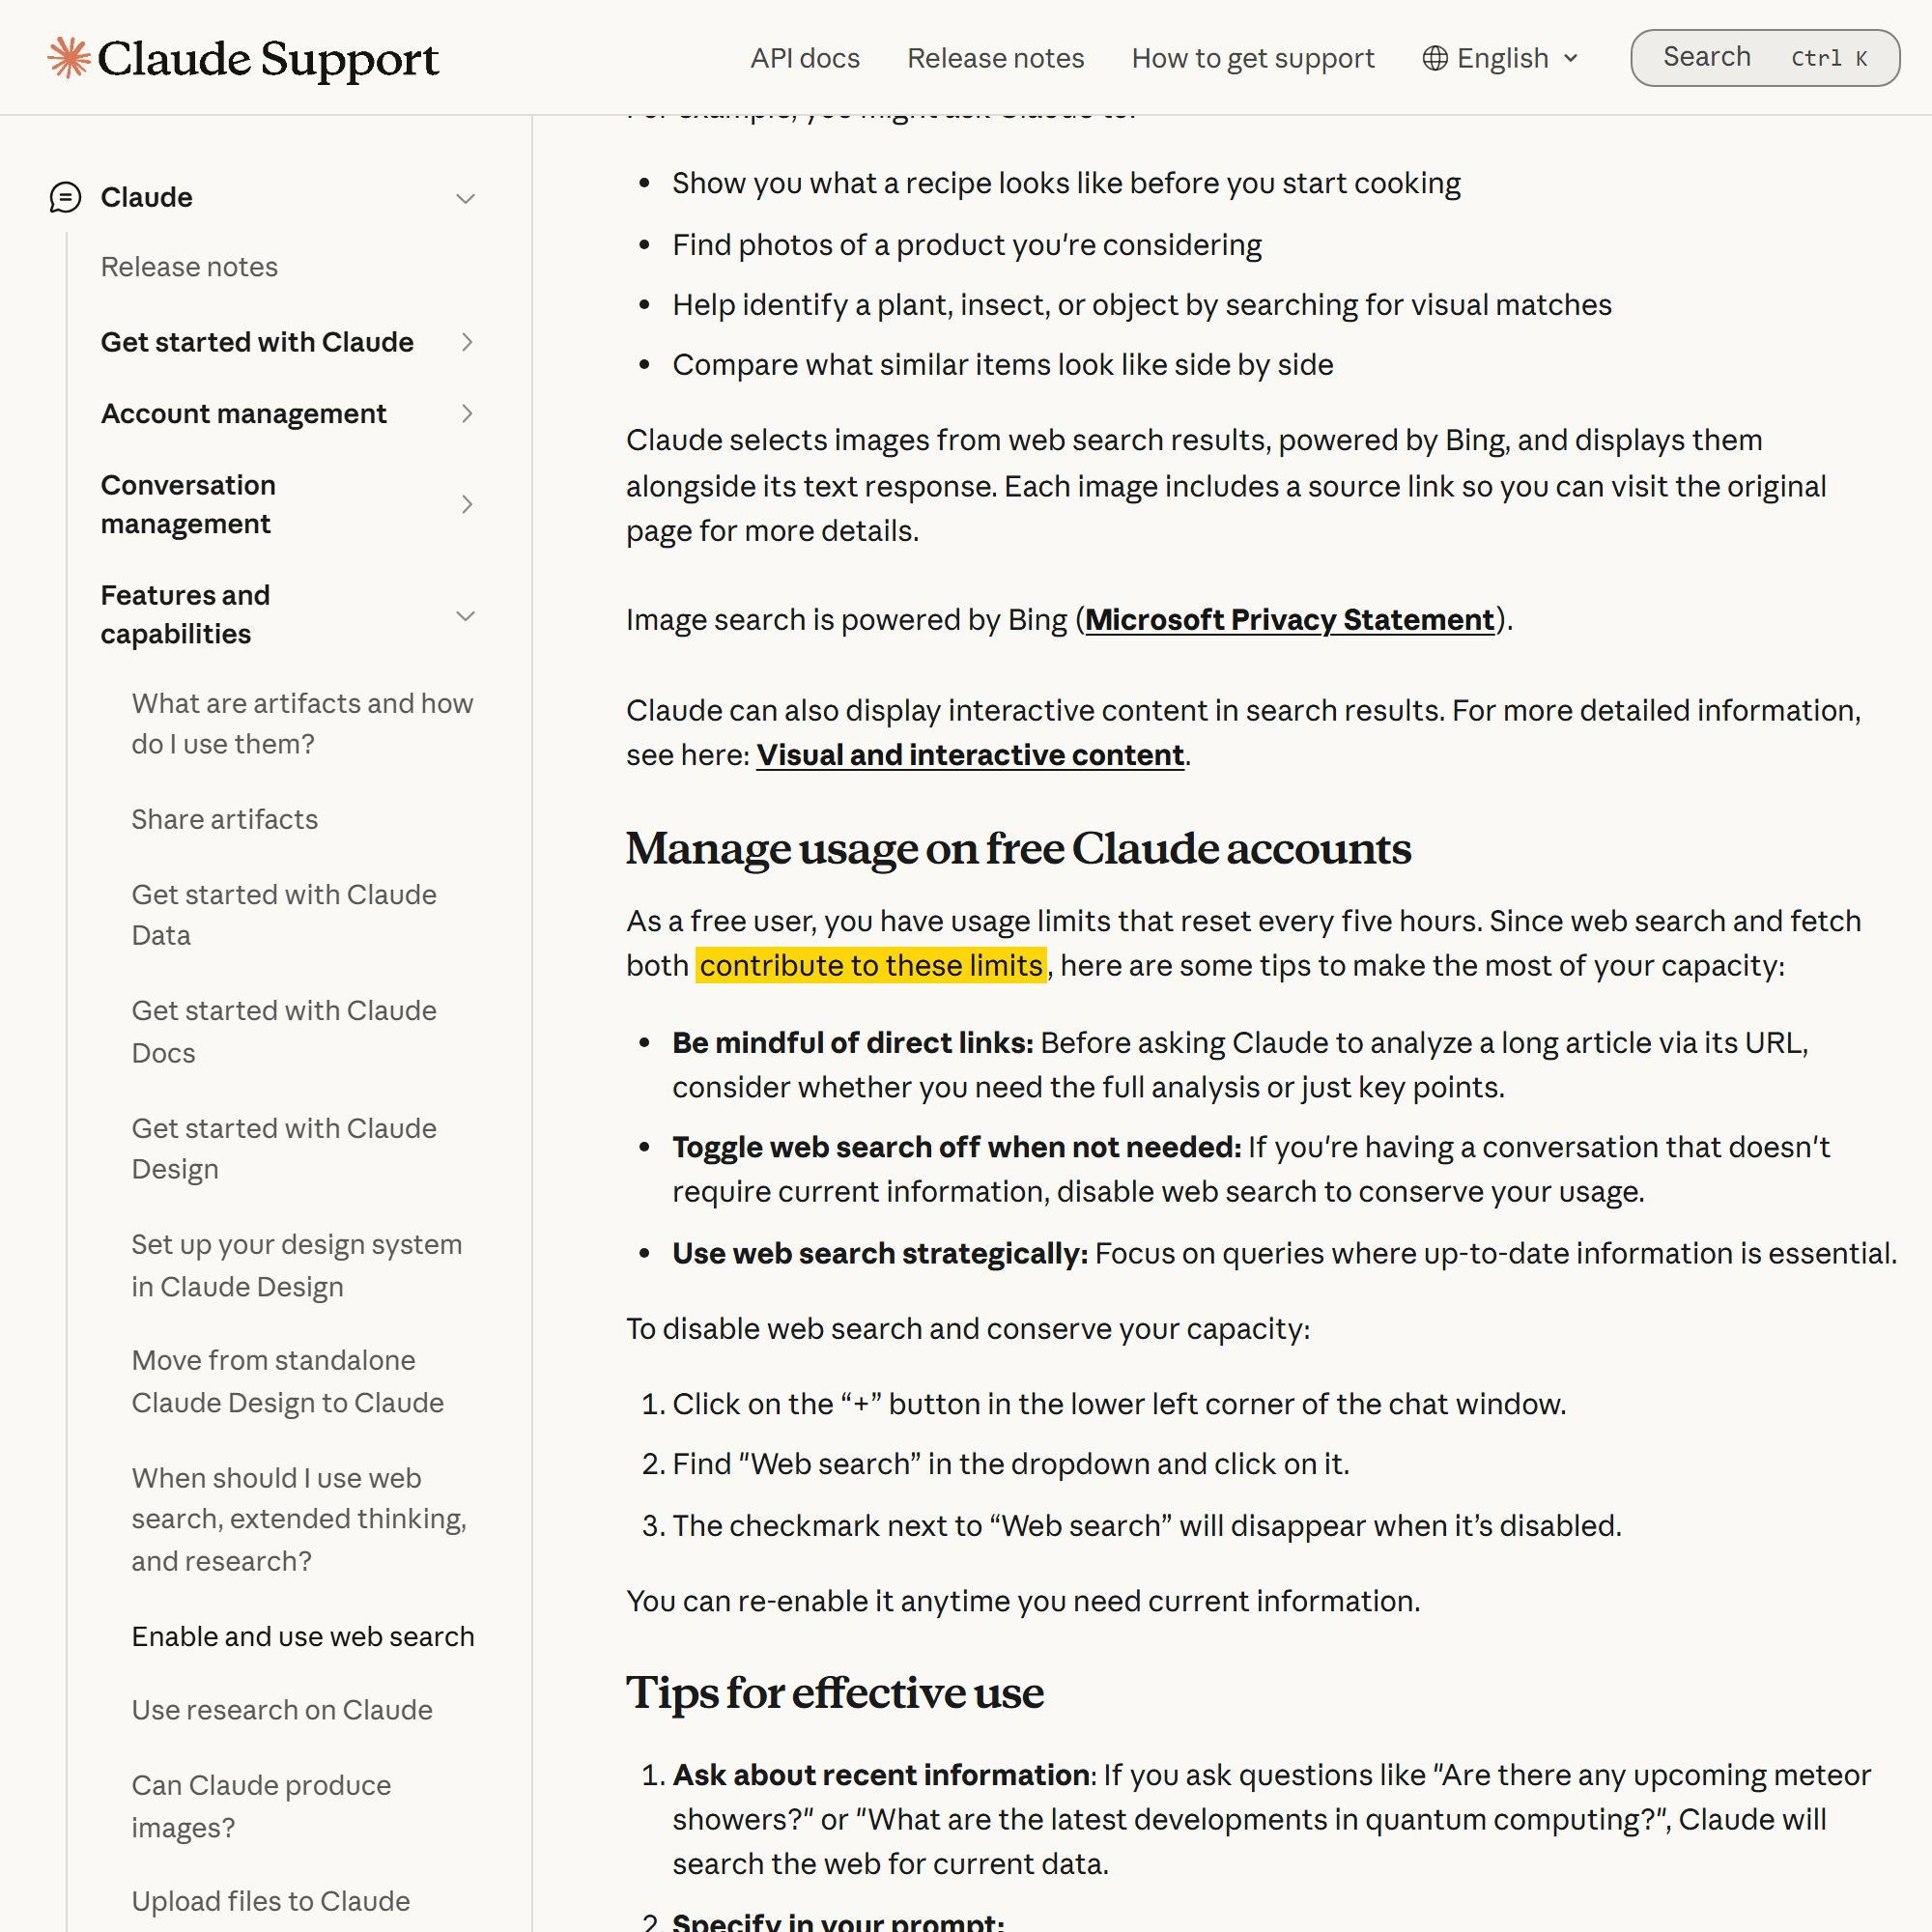 Claude Support
API docs
Release notes
How to get support
English
Search Ctrl K
Claude
Release notes
Get started with Claude
Account management
Conversation
management
Features and
capabilities
What are artifacts and how
do I use them?
Share artifacts
Get started with Claude
Data
Get started with Claude
Docs
Get started with Claude
Design
Set up your design system
in Claude Design
Move from standalone
Claude Design to Claude
When should I use web
search, extended thinking,
and research?
Enable and use web search
Use research on Claude
Can Claude produce
images?
Upload files to Claude
For example, you might ask Claude to:
• Show you what a recipe looks like before you start cooking
• Find photos of a product you're considering
• Help identify a plant, insect, or object by searching for visual matches
• Compare what similar items look like side by side
Claude selects images from web search results, powered by Bing, and displays them
alongside its text response. Each image includes a source link so you can visit the original
page for more details.
Image search is powered by Bing (Microsoft Privacy Statement).
Claude can also display interactive content in search results. For more detailed information,
see here: Visual and interactive content.
Manage usage on free Claude accounts
As a free user, you have usage limits that reset every five hours. Since web search and fetch
both contribute to these limits, here are some tips to make the most of your capacity:
• Be mindful of direct links: Before asking Claude to analyze a long article via its URL,
consider whether you need the full analysis or just key points.
• Toggle web search off when not needed: If you're having a conversation that doesn't
require current information, disable web search to conserve your usage.
• Use web search strategically: Focus on queries where up-to-date information is essential.
To disable web search and conserve your capacity:
1. Click on the “+” button in the lower left corner of the chat window.
2. Find "Web search” in the dropdown and click on it.
3. The checkmark next to “Web search” will disappear when it’s disabled.
You can re-enable it anytime you need current information.
Tips for effective use
1. Ask about recent information: If you ask questions like "Are there any upcoming meteor
showers?" or "What are the latest developments in quantum computing?", Claude will
search the web for current data.
2. Specify in your prompt: